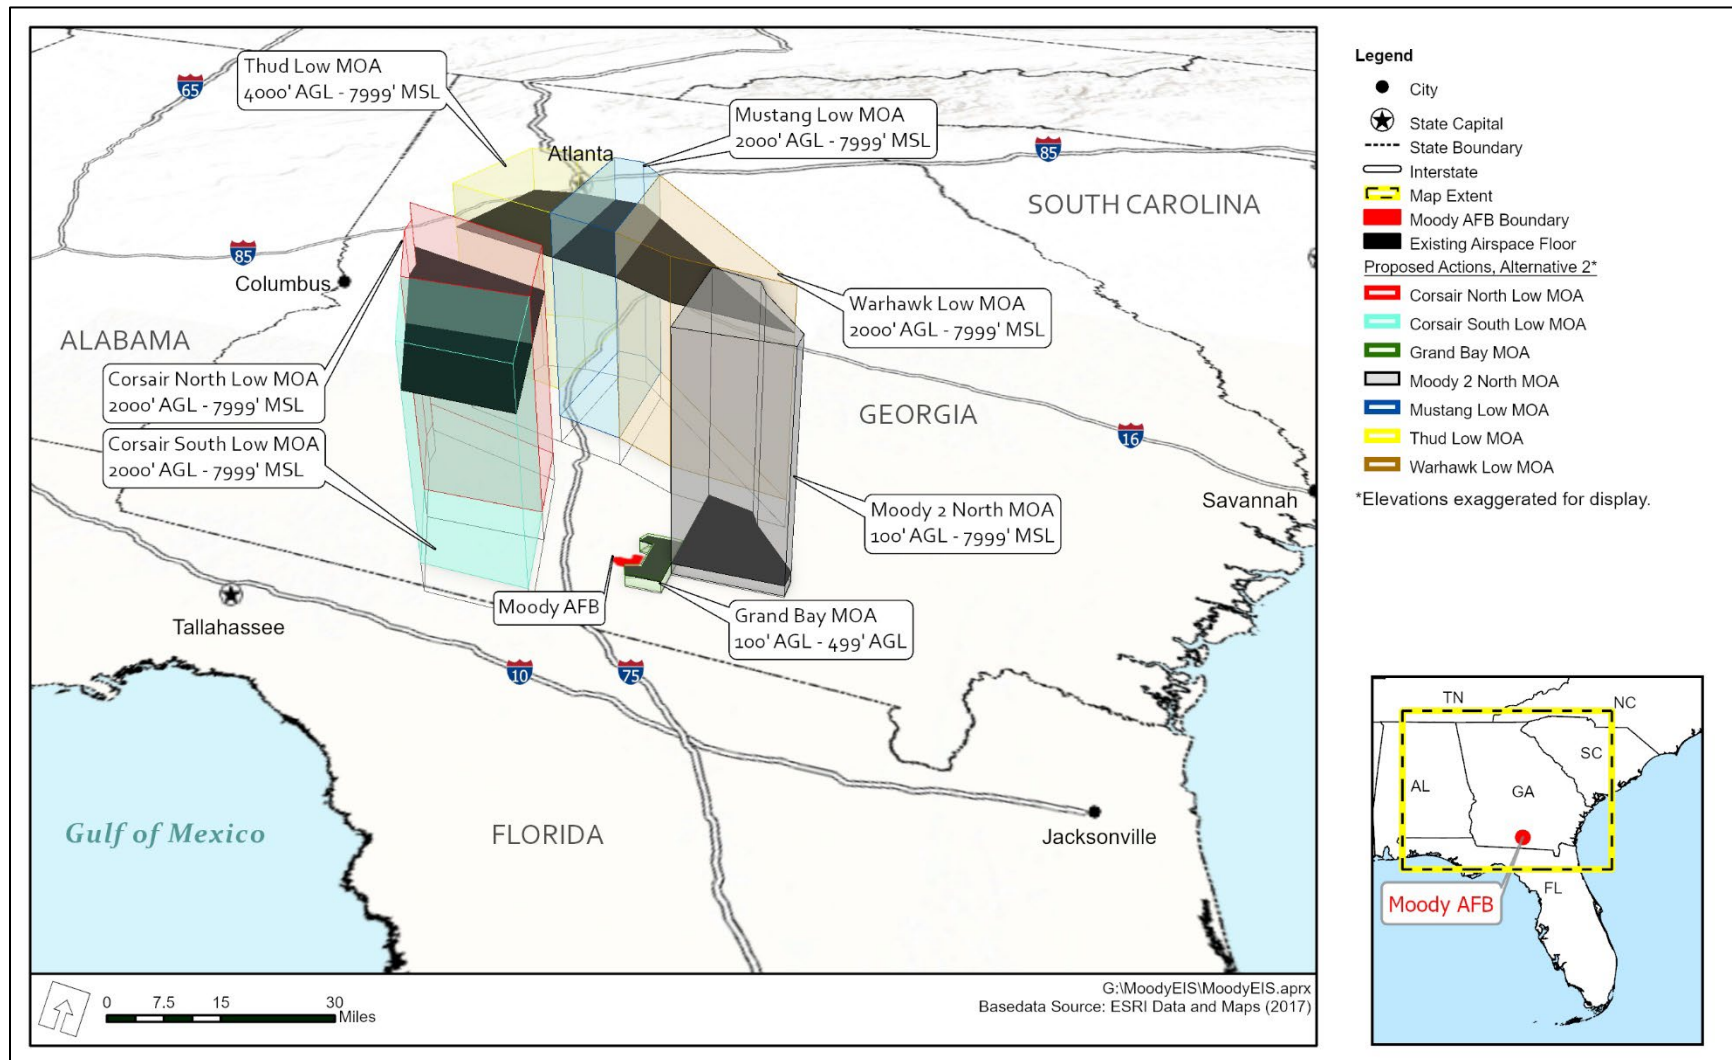 Thud Low MOA
4000' AGL - 7999' MSL
65
Mustang Low MOA
2000' AGL - 7999' MSL
85
Atlanta
SOUTH CAROLINA
85
Columbus
Warhawk Low MOA
2000' AGL - 7999' MSL
ALABAMA
Corsair North Low MOA
2000' AGL - 7999' MSL
GEORGIA
16
Corsair South Low MOA
2000' AGL - 7999' MSL
Savannah
Moody 2 North MOA
100' AGL - 7999' MSL
Moody AFB
Grand Bay MOA
100' AGL - 499' AGL
Tallahassee
10
75
Gulf of Mexico
FLORIDA
Jacksonville
0 7.5 15 30
Miles
G:\MoodyEIS\MoodyEIS.aprx
Basedata Source: ESRI Data and Maps (2017)
Legend
City
State Capital
State Boundary
Interstate
Map Extent
Moody AFB Boundary
Existing Airspace Floor
Proposed Actions, Alternative 2*
Corsair North Low MOA
Corsair South Low MOA
Grand Bay MOA
Moody 2 North MOA
Mustang Low MOA
Thud Low MOA
Warhawk Low MOA
*Elevations exaggerated for display.
TN
NC
SC
AL
GA
FL
Moody AFB